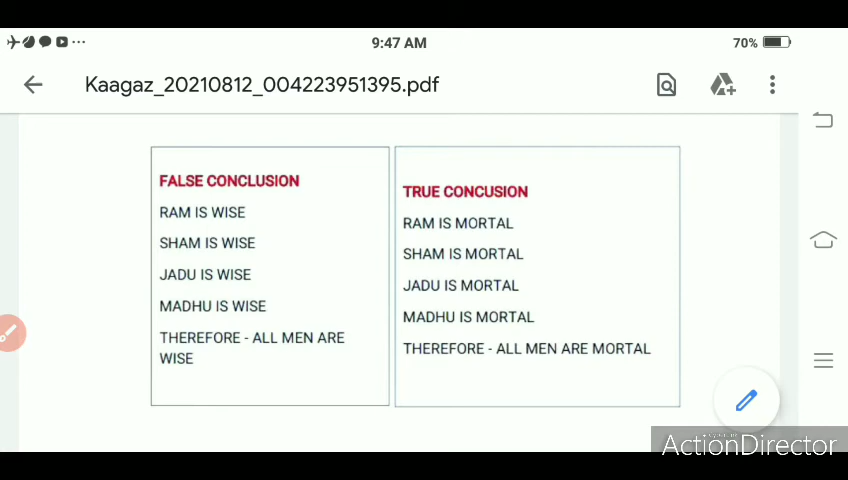 9:47 AM
70%
Kaagaz_20210812_004223951395.pdf
FALSE CONCLUSION
RAM IS WISE
SHAM IS WISE
JADU IS WISE
MADHU IS WISE
THEREFORE - ALL MEN ARE
WISE
TRUE CONCUSION
RAM IS MORTAL
SHAM IS MORTAL
JADU IS MORTAL
MADHU IS MORTAL
THEREFORE - ALL MEN ARE MORTAL
ActionDirector